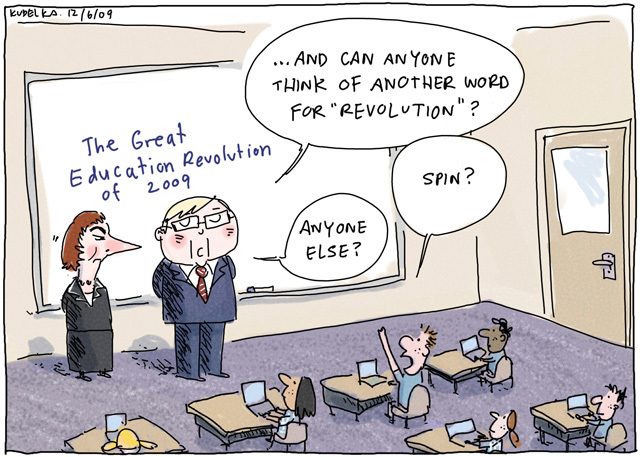 KUDELKA. 12/6/09
...AND CAN ANYONE
THINK OF ANOTHER WORD
FOR "REVOLUTION"?
The Great
Education Revolution
of 2009
SPIN?
ANYONE
ELSE?